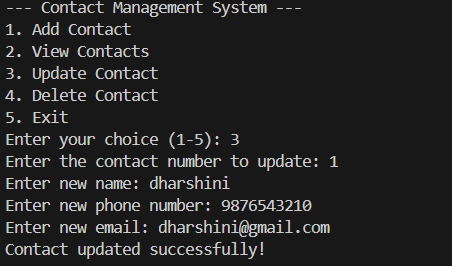 --- Contact Management System ---
1. Add Contact
2. View Contacts
3. Update Contact
4. Delete Contact
5. Exit
Enter your choice (1-5): 3
Enter the contact number to update: 1
Enter new name: dharshini
Enter new phone number: 9876543210
Enter new email: dharshini@gmail.com
Contact updated successfully!